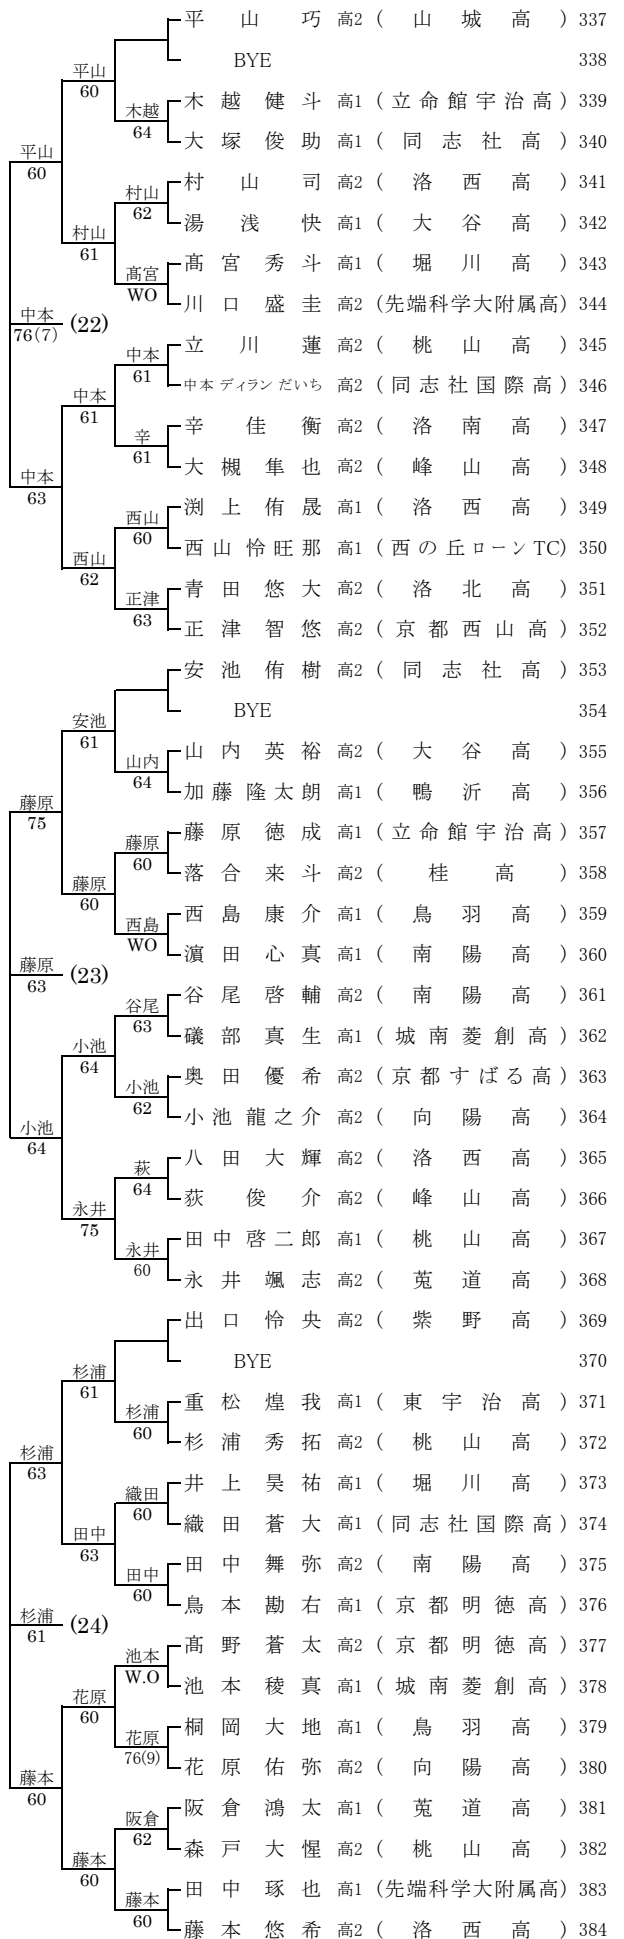 平山 巧 高2 ( 山城高 ) 337
BYE 338
平山
60
木越 健斗 高1 ( 立命館宇治高 ) 339
木越
64
大塚 俊助 高1 ( 同志社高 ) 340
平山
60
村山 司 高2 ( 洛西高 ) 341
村山
62
湯浅 快 高1 ( 大谷高 ) 342
村山
61
髙宮 秀斗 高1 ( 堀川高 ) 343
髙宮
WO
川口 盛圭 高2 (先端科学大附属高) 344
中本
76(7)
(22)
立川 蓮 高2 ( 桃山高 ) 345
中本
61
中本 ディラン だいち 高2 ( 同志社国際高 ) 346
中本
61
辛 佳衡 高2 ( 洛南高 ) 347
辛
61
大槻 隼也 高2 ( 峰山高 ) 348
中本
63
渕上 侑晟 高1 ( 洛西高 ) 349
西山
60
西山 怜旺那 高1 ( 西の丘ローンTC) 350
西山
62
青田 悠大 高2 ( 洛北高 ) 351
正津
63
正津 智悠 高2 ( 京都西山高 ) 352
安池 侑樹 高2 ( 同志社高 ) 353
BYE 354
安池
61
山内 英裕 高2 ( 大谷高 ) 355
山内
64
加藤 隆太朗 高1 ( 鴨沂高 ) 356
藤原
75
藤原 徳成 高1 ( 立命館宇治高 ) 357
藤原
60
落合 来斗 高2 ( 桂高 ) 358
藤原
60
西島 康介 高1 ( 鳥羽高 ) 359
西島
WO
濵田 心真 高1 ( 南陽高 ) 360
藤原
63
(23)
谷尾 啓輔 高2 ( 南陽高 ) 361
谷尾
63
礒部 真生 高1 ( 城南菱創高 ) 362
小池
64
奥田 優希 高2 ( 京都すばる高 ) 363
小池
62
小池 龍之介 高2 ( 向陽高 ) 364
小池
64
八田 大輝 高2 ( 洛西高 ) 365
萩
64
荻 俊介 高2 ( 峰山高 ) 366
永井
75
田中 啓二郎 高1 ( 桃山高 ) 367
永井
60
永井 颯志 高2 ( 莵道高 ) 368
出口 怜央 高2 ( 紫野高 ) 369
BYE 370
杉浦
61
重松 煌我 高1 ( 東宇治高 ) 371
杉浦
60
杉浦 秀拓 高2 ( 桃山高 ) 372
杉浦
63
井上 昊祐 高1 ( 堀川高 ) 373
織田
60
織田 蒼大 高1 ( 同志社国際高 ) 374
田中
63
田中 舞弥 高2 ( 南陽高 ) 375
田中
60
鳥本 勘右 高1 ( 京都明徳高 ) 376
杉浦
61
(24)
髙野 蒼太 高2 ( 京都明徳高 ) 377
池本
W.O
池本 稜真 高1 ( 城南菱創高 ) 378
花原
60
桐岡 大地 高1 ( 鳥羽高 ) 379
花原
76(9)
花原 佑弥 高2 ( 向陽高 ) 380
藤本
60
阪倉 鴻太 高1 ( 莵道高 ) 381
阪倉
62
森戸 大惺 高2 ( 桃山高 ) 382
藤本
60
田中 琢也 高1 (先端科学大附属高) 383
藤本
60
藤本 悠希 高2 ( 洛西高 ) 384